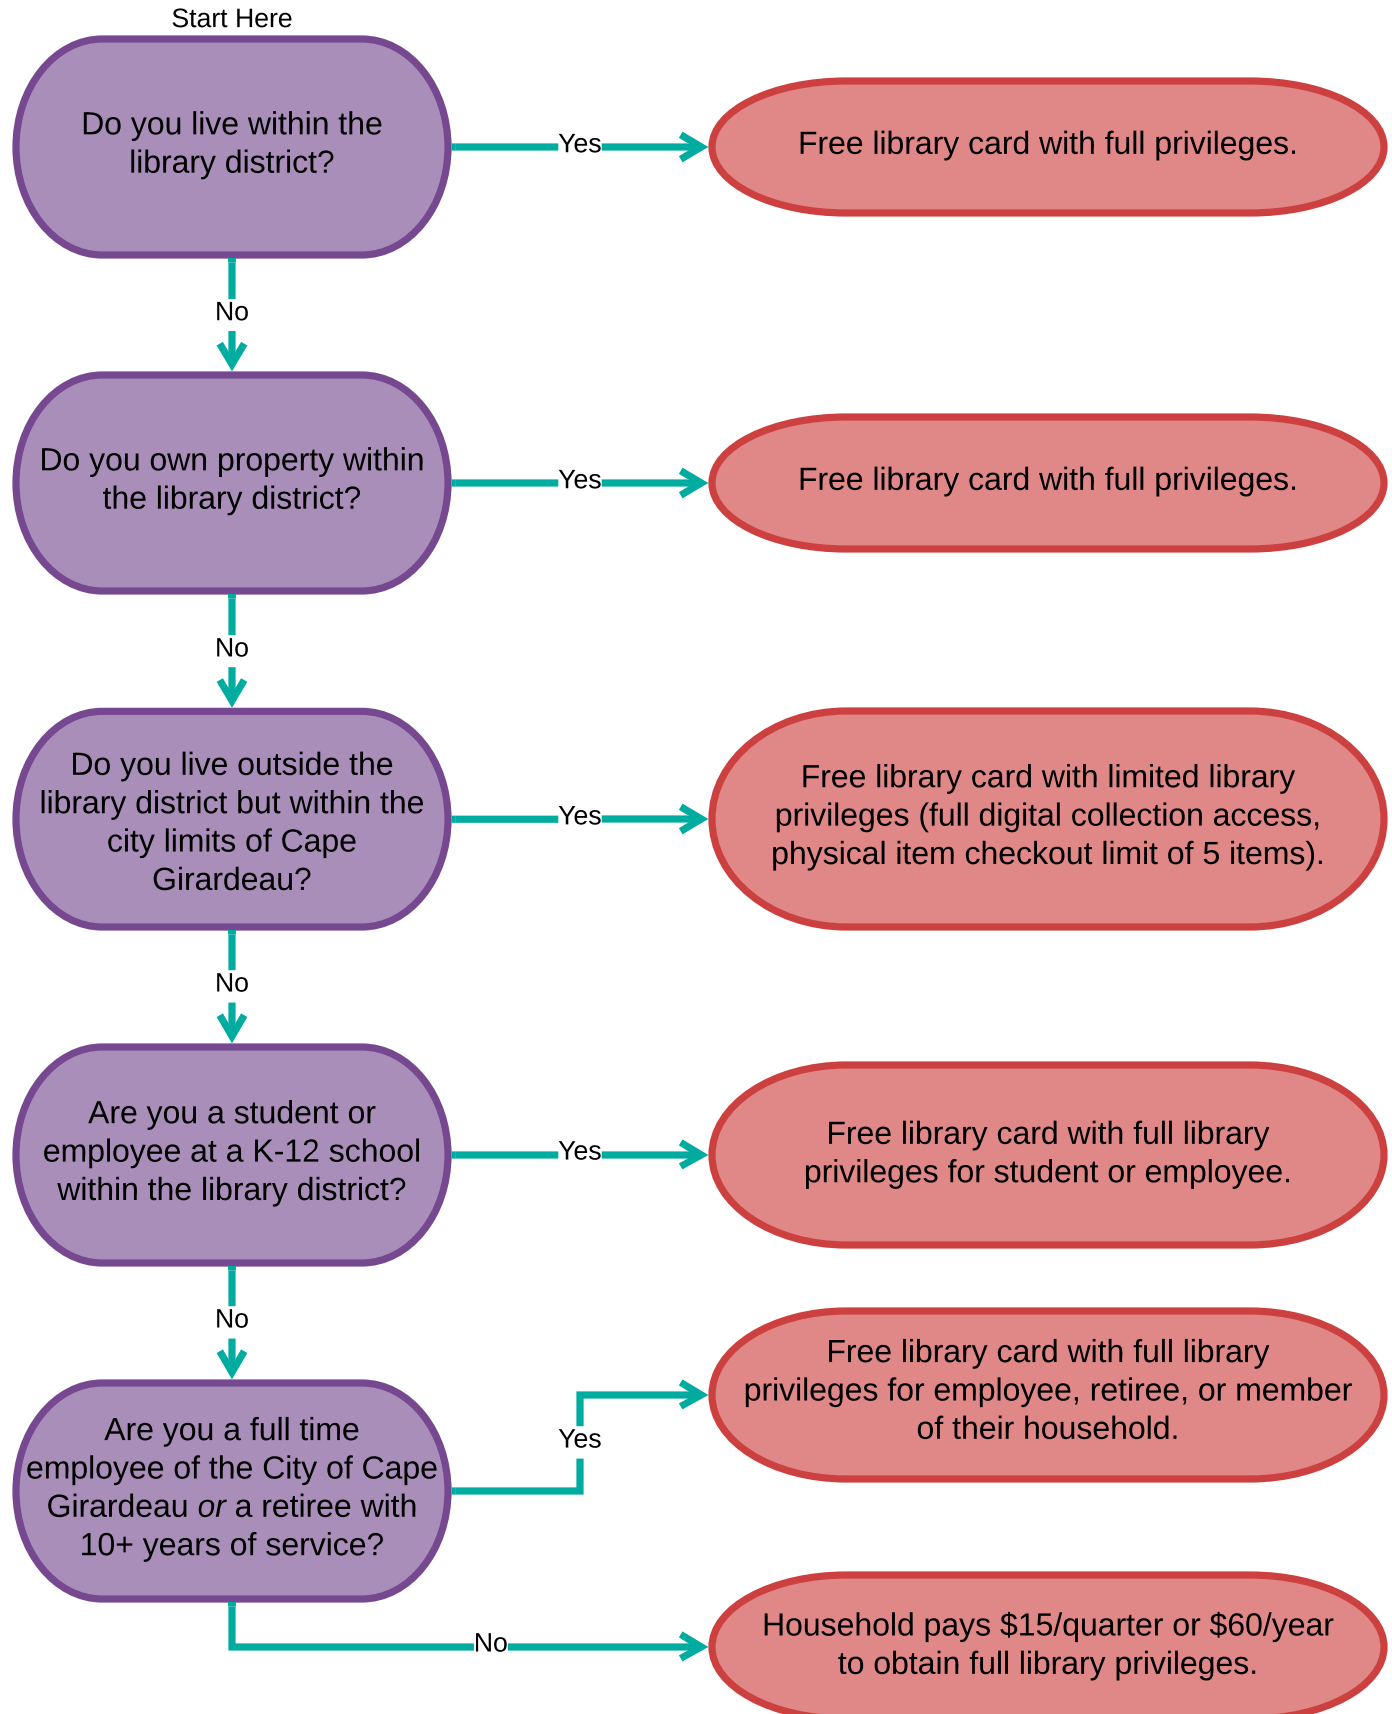 Start Here
Do you live within the
library district?
Yes
Free library card with full privileges.
No
Do you own property within
the library district?
Yes
Free library card with full privileges.
No
Do you live outside the
library district but within the
city limits of Cape
Girardeau?
Yes
Free library card with limited library
privileges (full digital collection access,
physical item checkout limit of 5 items).
No
Are you a student or
employee at a K-12 school
within the library district?
Yes
Free library card with full library
privileges for student or employee.
No
Are you a full time
employee of the City of Cape
Girardeau or a retiree with
10+ years of service?
Yes
Free library card with full library
privileges for employee, retiree, or member
of their household.
No
Household pays $15/quarter or $60/year
to obtain full library privileges.